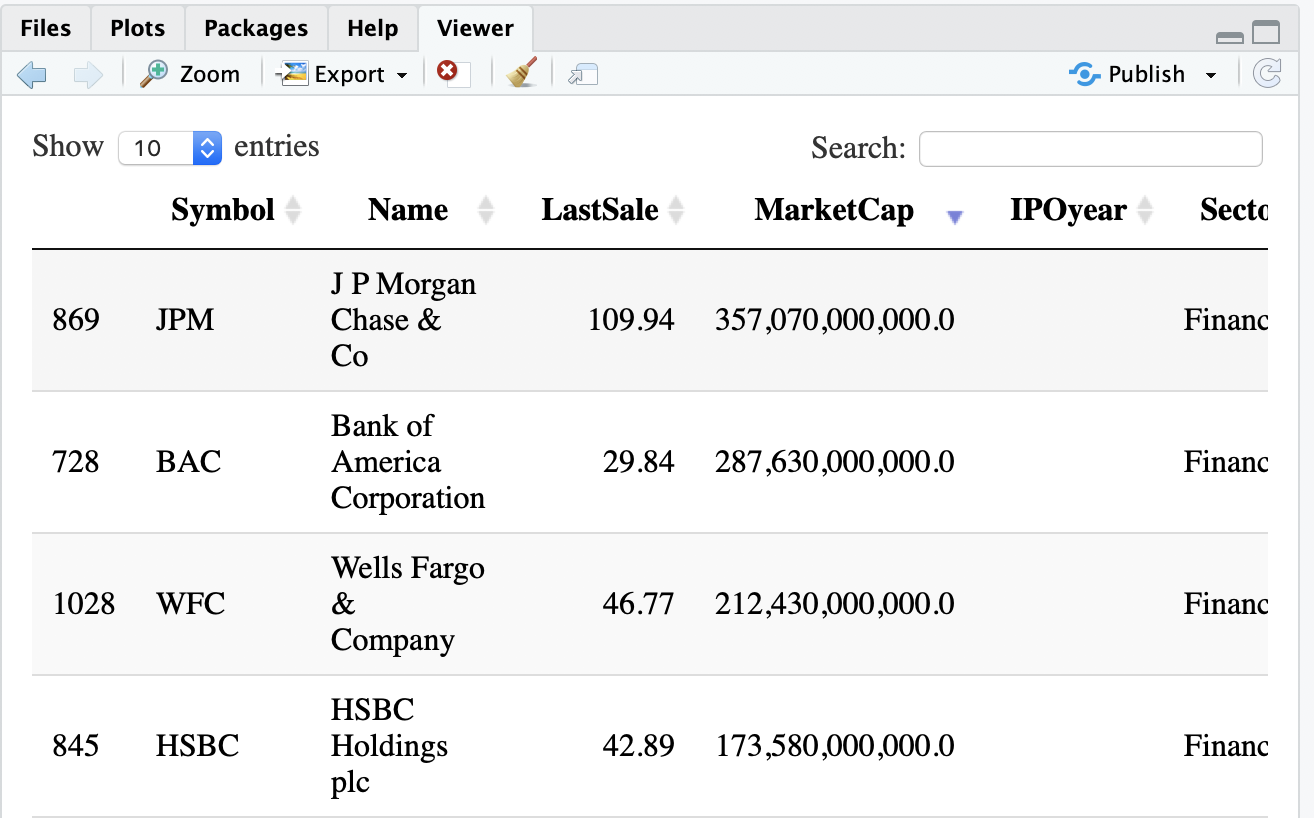 Files Plots Packages Help Viewer
Zoom Export Publish
Show 10 entries Search:
Symbol Name LastSale MarketCap IPOyear Secto
869 JPM J P Morgan Chase & Co 109.94 357,070,000,000.0 Financ
728 BAC Bank of America Corporation 29.84 287,630,000,000.0 Financ
1028 WFC Wells Fargo & Company 46.77 212,430,000,000.0 Financ
845 HSBC HSBC Holdings plc 42.89 173,580,000,000.0 Financ